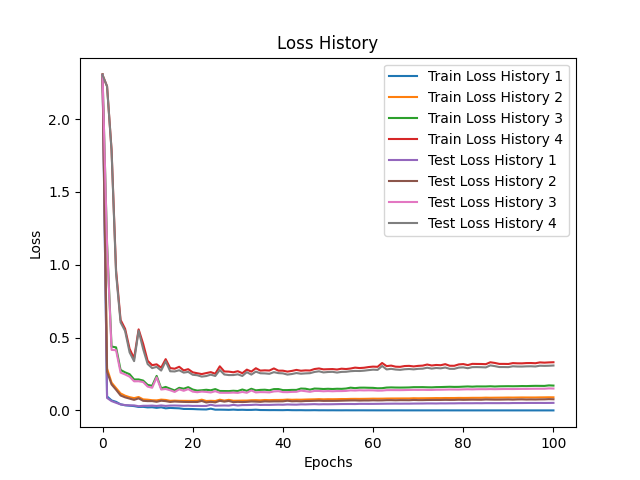 Loss History
Train Loss History 1
Train Loss History 2
Train Loss History 3
Train Loss History 4
Test Loss History 1
Test Loss History 2
Test Loss History 3
Test Loss History 4
Loss
2.0
1.5
1.0
0.5
0.0
0 20 40 60 80 100
Epochs